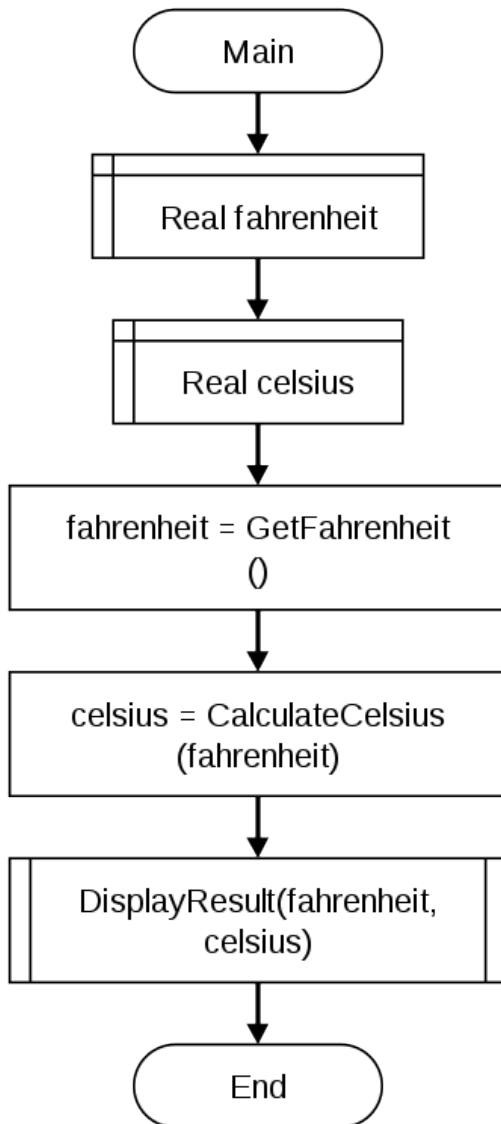 Main
Real fahrenheit
Real celsius
fahrenheit = GetFahrenheit
()
celsius = CalculateCelsius
(fahrenheit)
DisplayResult(fahrenheit,
celsius)
End